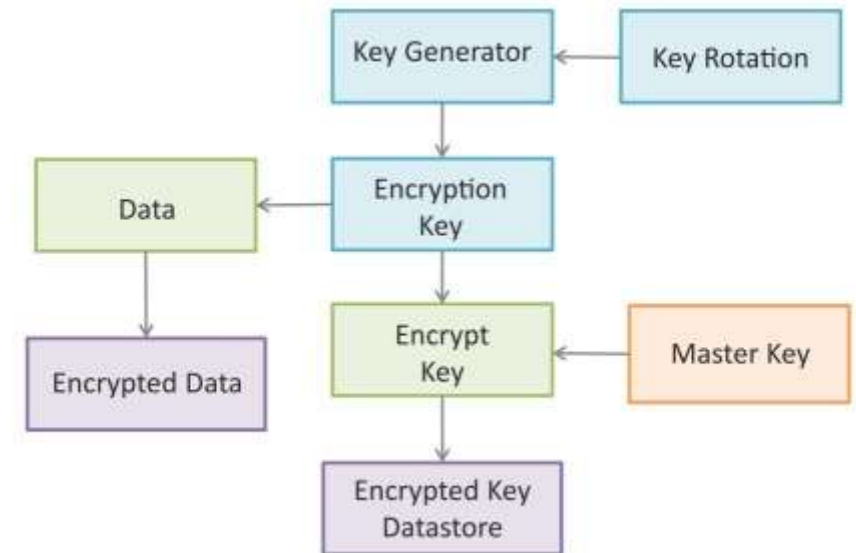 Key Generator
Key Rotation
Data
Encryption
Key
Encrypted Data
Encrypt
Key
Master Key
Encrypted Key
Datastore